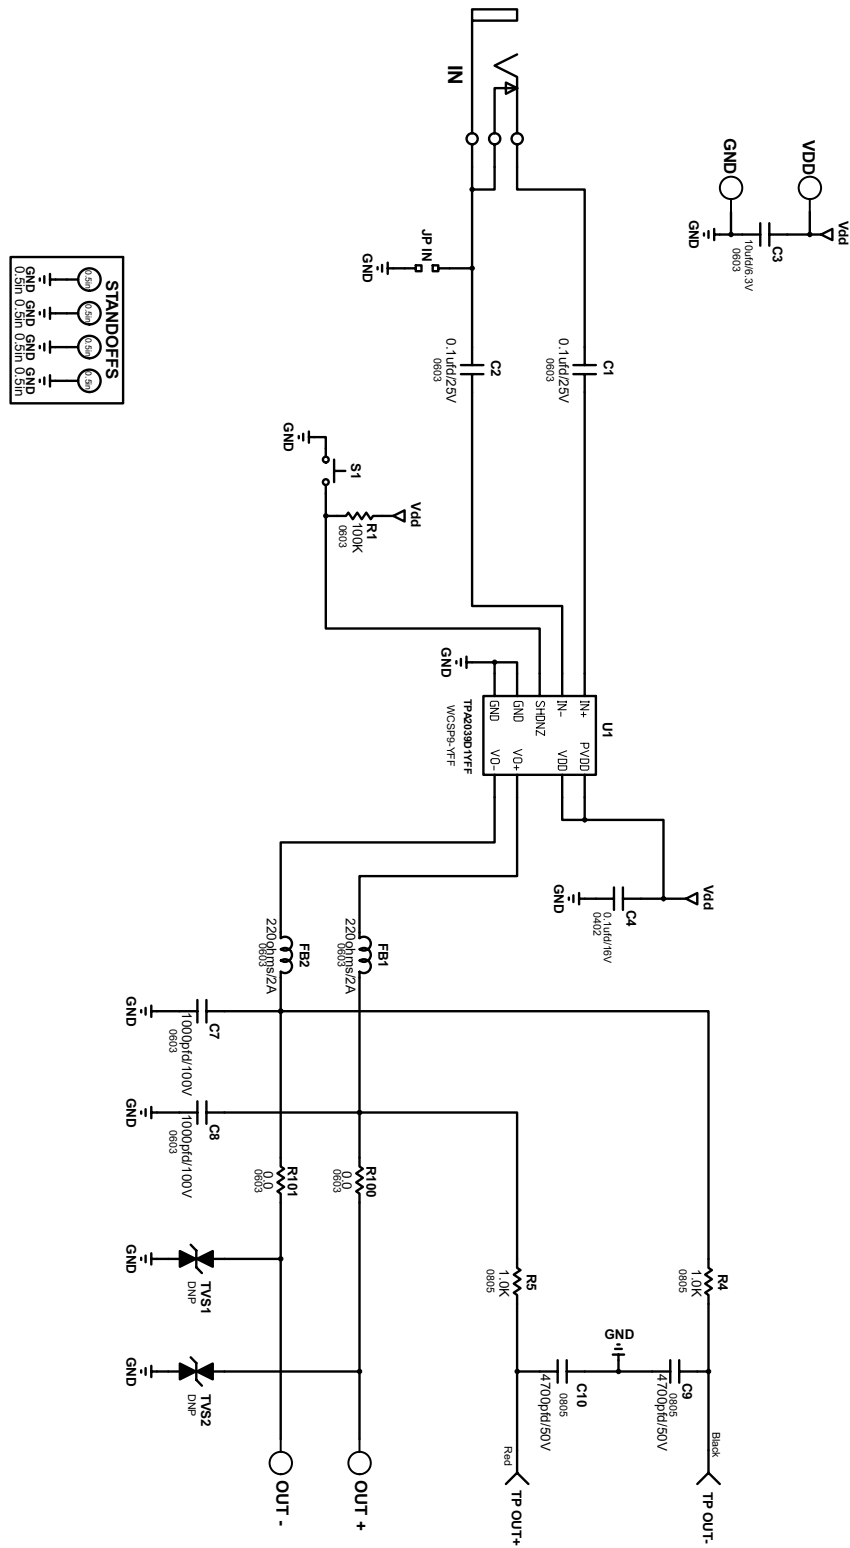 IN
VDD
GND
Vdd
GND
C3
10ufd/6.3V
0603
JP IN
GND
STANDOFFS
0.5in
0.5in
0.5in
0.5in
GND GND GND GND
0.5in 0.5in 0.5in 0.5in
C1
0.1ufd/25V
0603
C2
0.1ufd/25V
0603
GND
S1
Vdd
R1
100K
0603
GND
U1
IN+
IN-
SHDNZ
GND
GND
PVDD
VDD
VO+
VO-
TPA2039D1YFF
WCSP9-YFF
Vdd
C4
0.1ufd/16V
0402
GND
FB1
220ohms/2A
0603
FB2
220ohms/2A
0603
C7
1000pfd/100V
0603
GND
C8
1000pfd/100V
0603
GND
R100
0.0
0603
R101
0.0
0603
TVS1
DNP
GND
TVS2
DNP
GND
R4
1.0K
0805
R5
1.0K
0805
GND
C9
0805
4700pfd/50V
C10
0805
4700pfd/50V
Black
TP OUT-
Red
TP OUT+
OUT +
OUT -